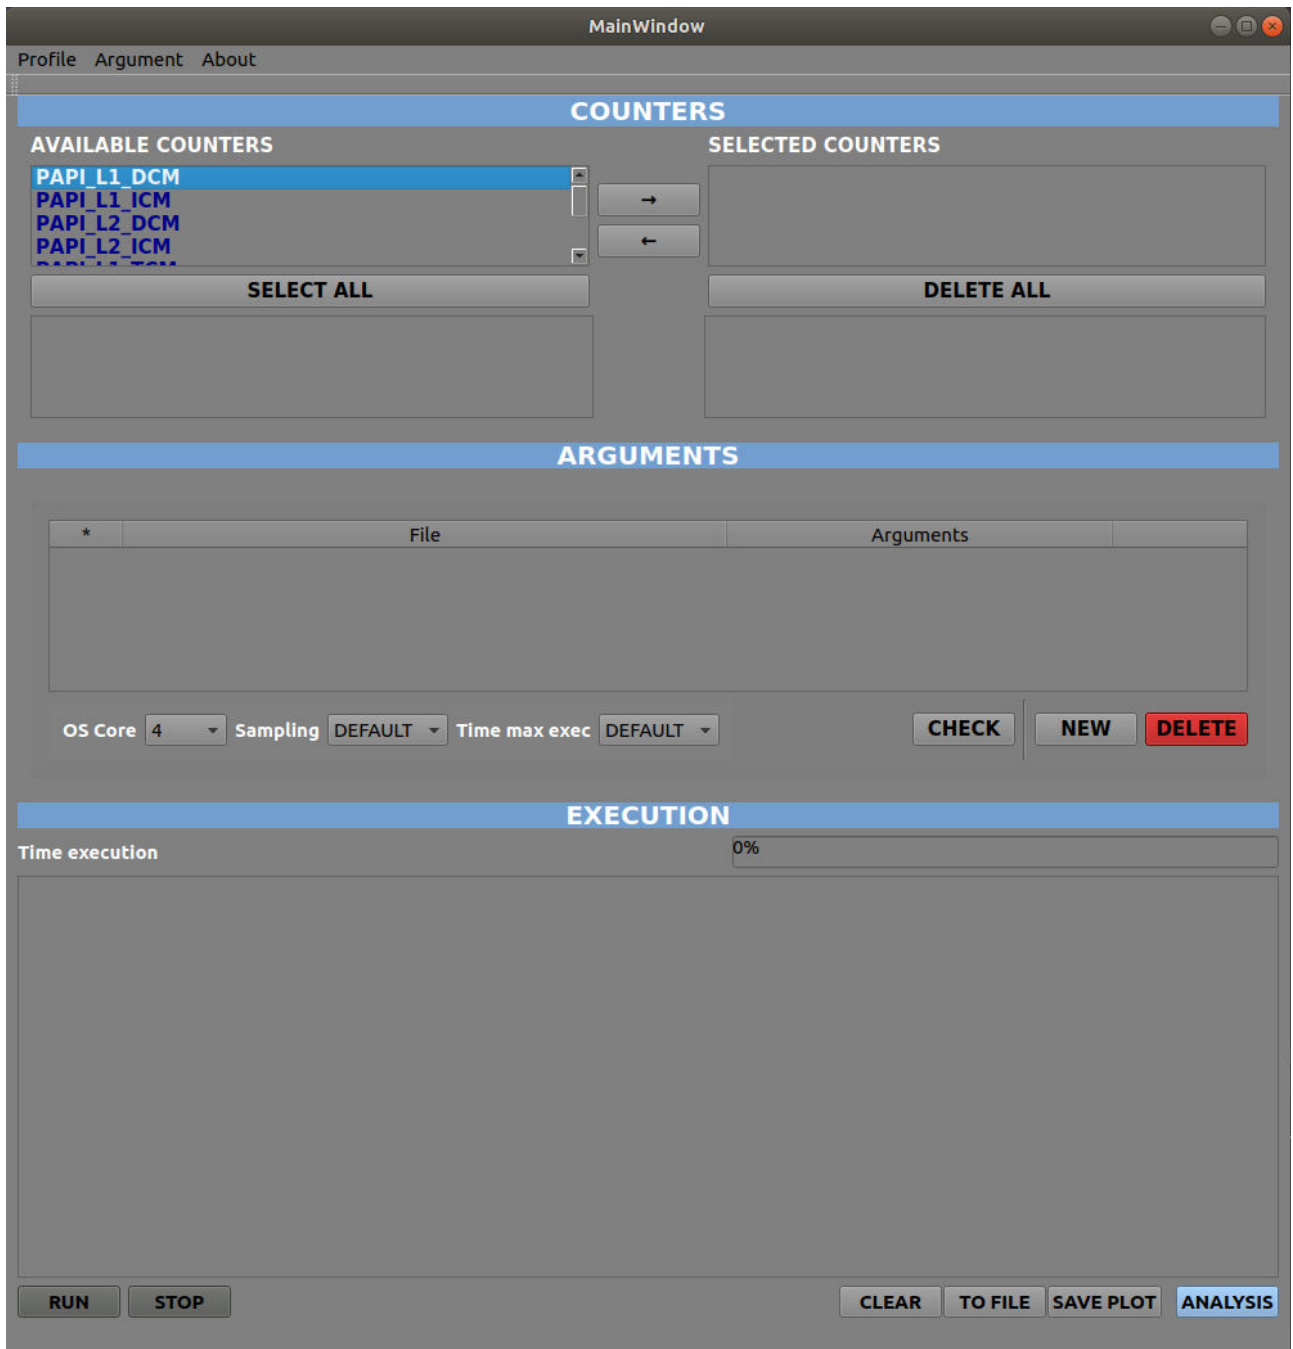 MainWindow
Profile Argument About
COUNTERS
AVAILABLE COUNTERS
SELECTED COUNTERS
PAPI_L1_DCM
PAPI_L1_ICM
PAPI_L2_DCM
PAPI_L2_ICM
PAPI_L1_TCM
→
←
SELECT ALL
DELETE ALL
ARGUMENTS
* File Arguments
OS Core 4 Sampling DEFAULT Time max exec DEFAULT CHECK NEW DELETE
EXECUTION
Time execution 0%
RUN STOP CLEAR TO FILE SAVE PLOT ANALYSIS